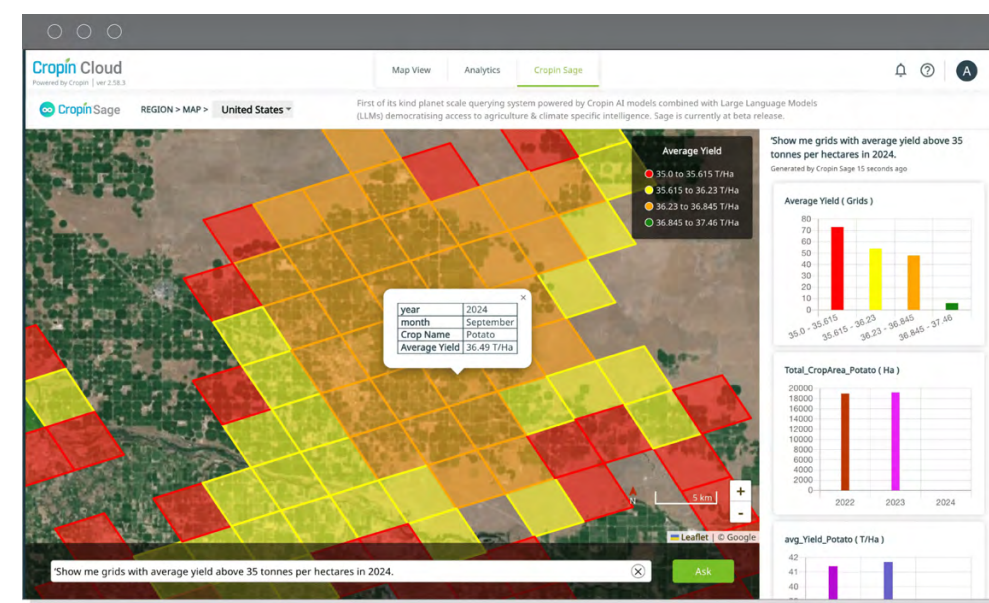 Cropin Cloud
Powered by Cropin | ver 2.58.3
Map View
Analytics
Cropin Sage
A
Cropin Sage
REGION > MAP >
United States
First of its kind planet scale querying system powered by Cropin AI models combined with Large Language Models
(LLMs) democratising access to agriculture & climate specific intelligence. Sage is currently at beta
release.
Average Yield
35.0 to 35.615 T/Ha
35.615 to 36.23 T/Ha
36.23 to 36.845 T/Ha
36.845 to 37.46 T/Ha
year 2024
month September
Crop Name Potato
Average Yield 36.49 T/Ha
×
N
5 km
+
-
Leaflet | © Google
'Show me grids with average yield above 35 tonnes per hectares in 2024.
Ask
'Show me grids with average yield above 35
tonnes per hectares in 2024.
Generated by Cropin Sage 15 seconds ago
Average Yield ( Grids )
80
70
60
50
40
30
20
10
0
35.0 - 35.615
35.615 - 36.23
36.23 - 36.845
36.845 - 37.46
Total_CropArea_Potato ( Ha )
20000
18000
16000
14000
12000
10000
8000
6000
4000
2000
0
2022
2023
2024
avg_Yield_Potato ( T/Ha )
42
41
40